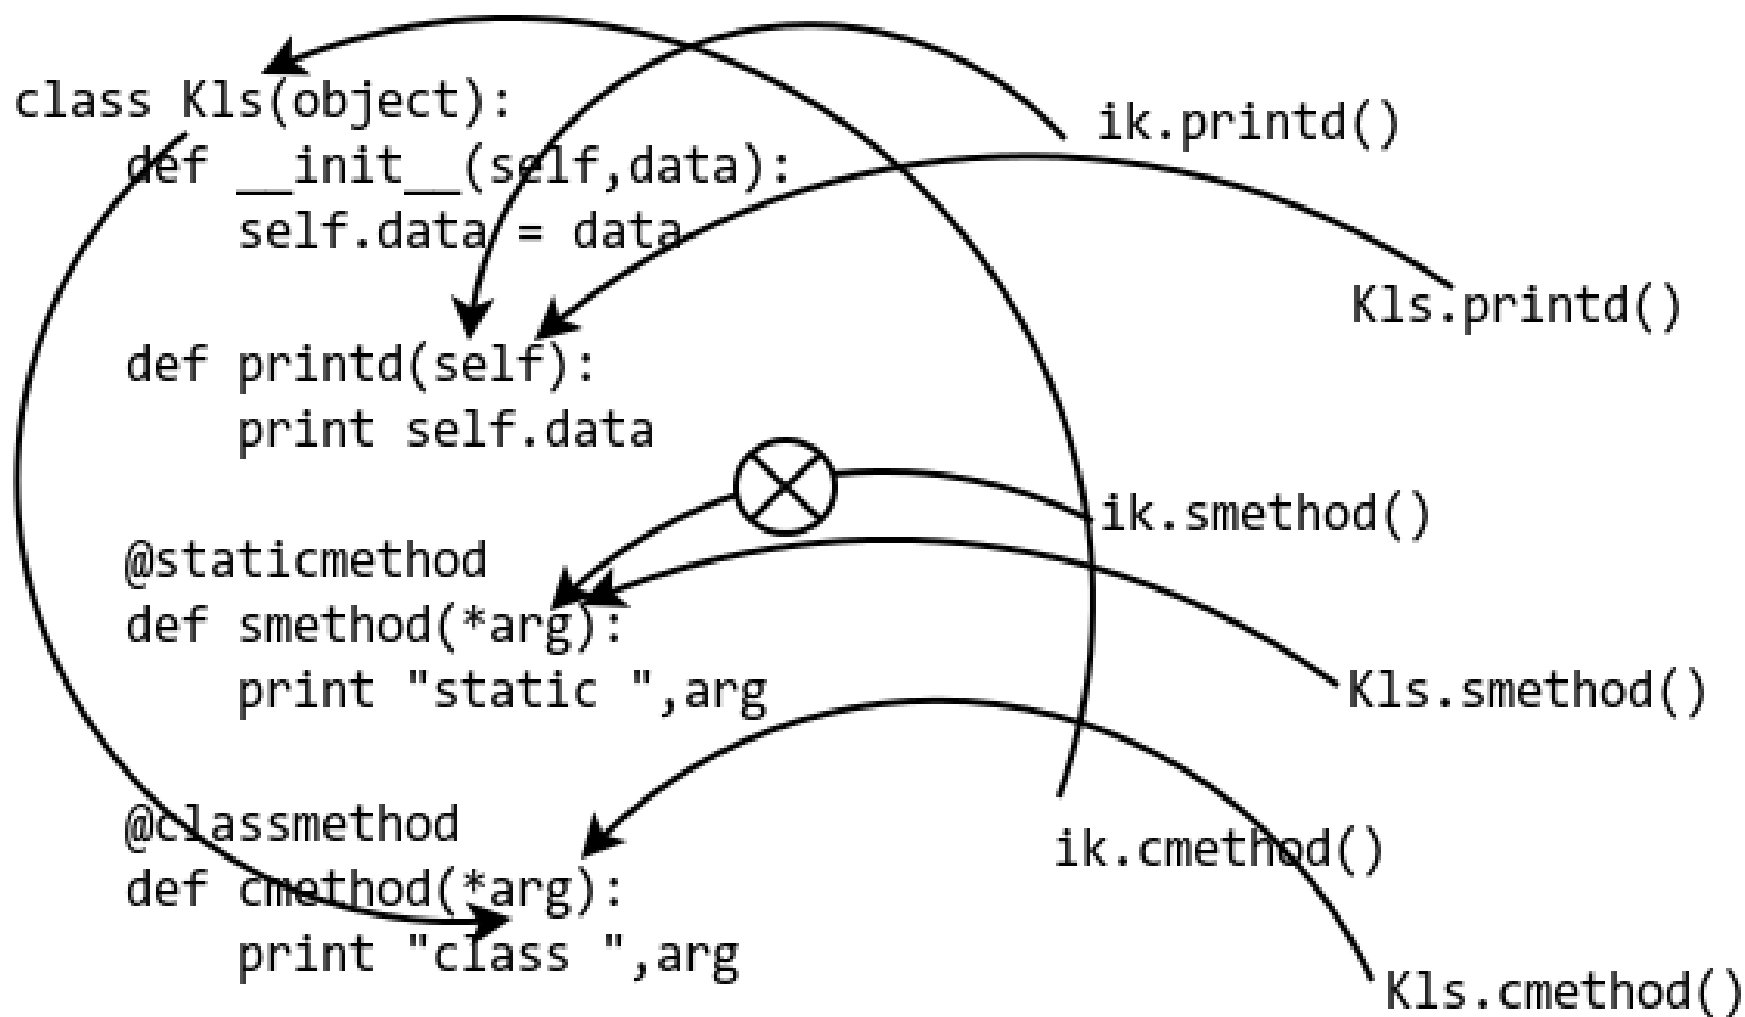 class Kls(object):
    def __init__(self,data):
        self.data = data
    def printd(self):
        print self.data
    @staticmethod
    def smethod(*arg):
        print "static ",arg
    @classmethod
    def cmethod(*arg):
        print "class ",arg
ik.printd()
Kls.printd()
ik.smethod()
Kls.smethod()
ik.cmethod()
Kls.cmethod()